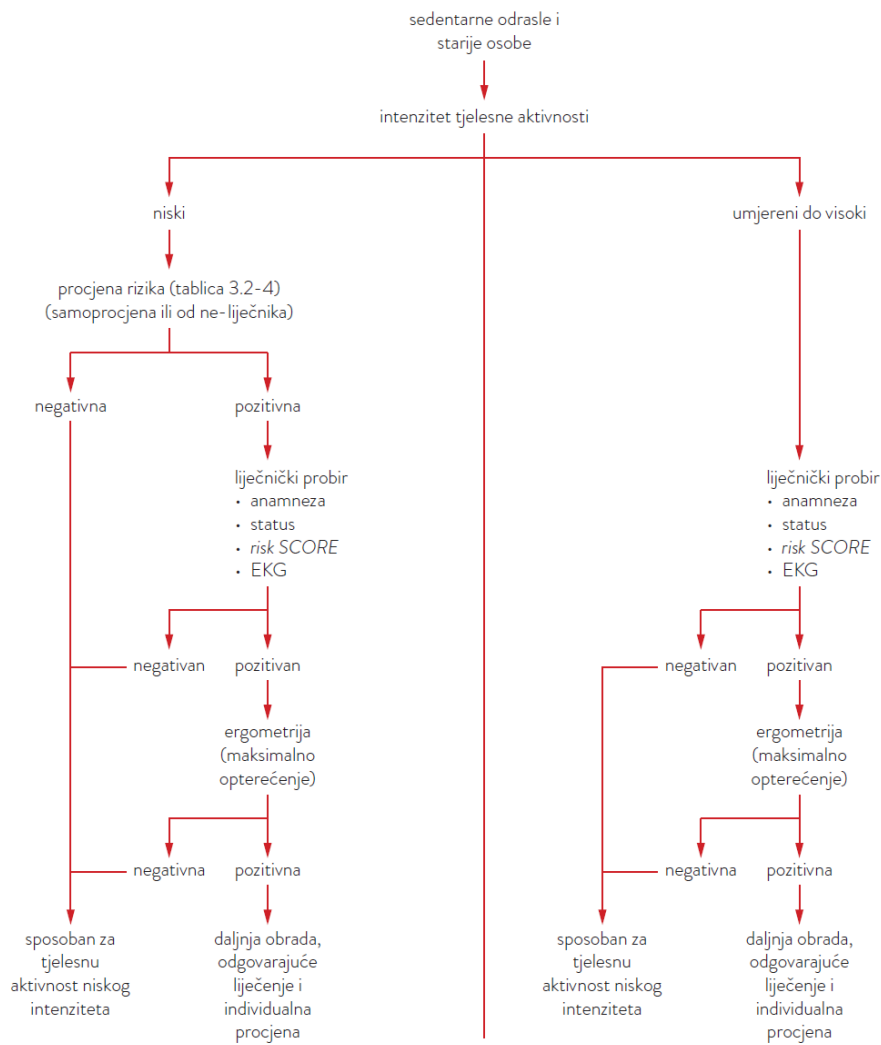 sedentarne odrasle i
starije osobe
intenzitet tjelesne aktivnosti
niski
umjereni do visoki
procjena rizika (tablica 3.2-4)
(samoprocjena ili od ne-liječnika)
negativna
pozitivna
liječnički probir
• anamneza
• status
• risk SCORE
• EKG
liječnički probir
• anamneza
• status
• risk SCORE
• EKG
negativan
pozitivan
negativan
pozitivan
ergometrija
(maksimalno
opterećenje)
ergometrija
(maksimalno
opterećenje)
negativna
pozitivna
negativna
pozitivna
sposoban za
tjelesnu
aktivnost niskog
intenziteta
daljnja obrada,
odgovarajuće
liječenje i
individualna
procjena
sposoban za
tjelesnu
aktivnost niskog
intenziteta
daljnja obrada,
odgovarajuće
liječenje i
individualna
procjena